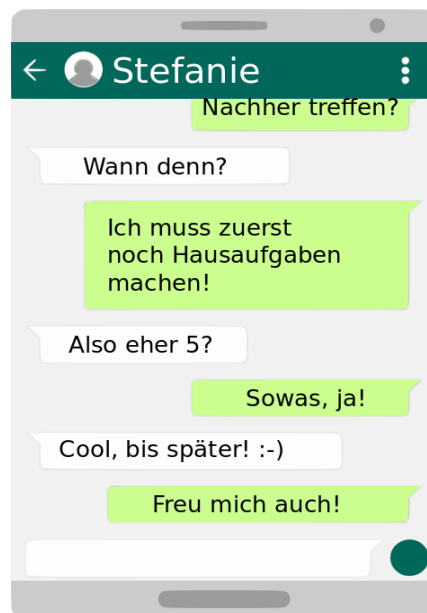 Stefanie
Nachher treffen?
Wann denn?
Ich muss zuerst
noch Hausaufgaben
machen!
Also eher 5?
Sowas, ja!
Cool, bis später! :-)
Freu mich auch!